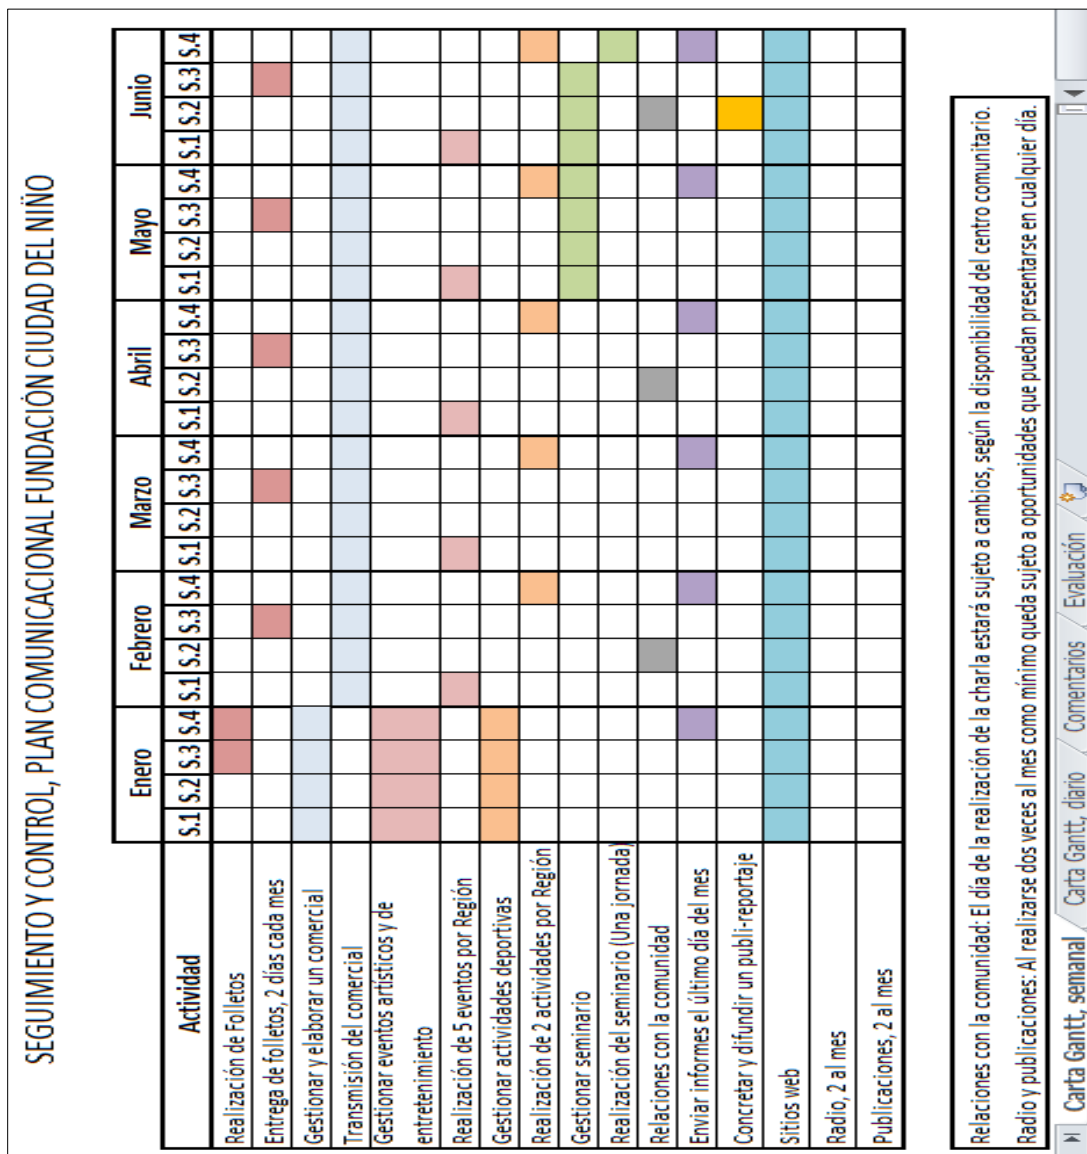 SEGUIMIENTO Y CONTROL, PLAN COMUNICACIONAL FUNDACIÓN CIUDAD DEL NIÑO
Actividad Enero Febrero Marzo Abril Mayo Junio
S.1 S.2 S.3 S.4 S.1 S.2 S.3 S.4 S.1 S.2 S.3 S.4 S.1 S.2 S.3 S.4 S.1 S.2 S.3 S.4 S.1 S.2 S.3 S.4
Realización de Folletos
Entrega de folletos, 2 días cada mes
Gestionar y elaborar un comercial
Transmisión del comercial
Gestionar eventos artísticos y de
entretenimiento
Realización de 5 eventos por Región
Gestionar actividades deportivas
Realización de 2 actividades por Región
Gestionar seminario
Realización del seminario (Una jornada)
Relaciones con la comunidad
Enviar informes el último día del mes
Concretar y difundir un publi-reportaje
Sitios web
Radio, 2 al mes
Publicaciones, 2 al mes
Relaciones con la comunidad: El día de la realización de la charla estará sujeto a cambios, según la disponibilidad del centro comunitario.
Radio y publicaciones: Al realizarse dos veces al mes como mínimo queda sujeto a oportunidades que puedan presentarse en cualquier día.
Carta Gantt, semanal Carta Gantt, diario Comentarios Evaluación